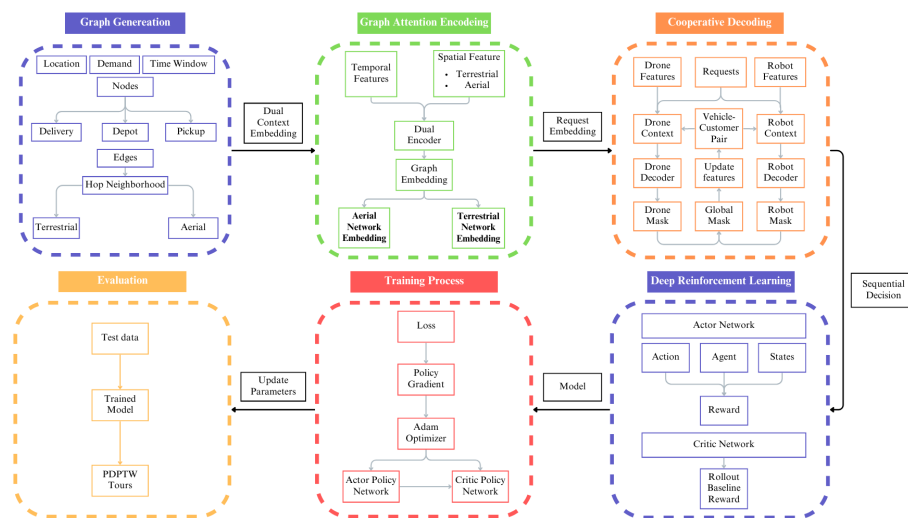 Graph Genereation
Location
Demand
Time Window
Nodes
Delivery
Depot
Pickup
Edges
Hop Neighborhood
Terrestrial
Aerial
Dual
Context
Embedding
Graph Attention Encodeing
Temporal
Features
Spatial Feature
• Terrestrial
• Aerial
Dual
Encoder
Graph
Embedding
Aerial
Network
Embedding
Terrestrial
Network
Embedding
Request
Embedding
Cooperative Decoding
Drone
Features
Requests
Robot
Features
Drone
Context
Vehicle-
Customer
Pair
Robot
Context
Drone
Decoder
Update
features
Robot
Decoder
Drone
Mask
Global
Mask
Robot
Mask
Sequential
Decision
Deep Reinforcement Learning
Actor Network
Action
Agent
States
Reward
Critic Network
Rollout
Baseline
Reward
Model
Training Process
Loss
Policy
Gradient
Adam
Optimizer
Actor Policy
Network
Critic Policy
Network
Update
Parameters
Evaluation
Test data
Trained
Model
PDPTW
Tours